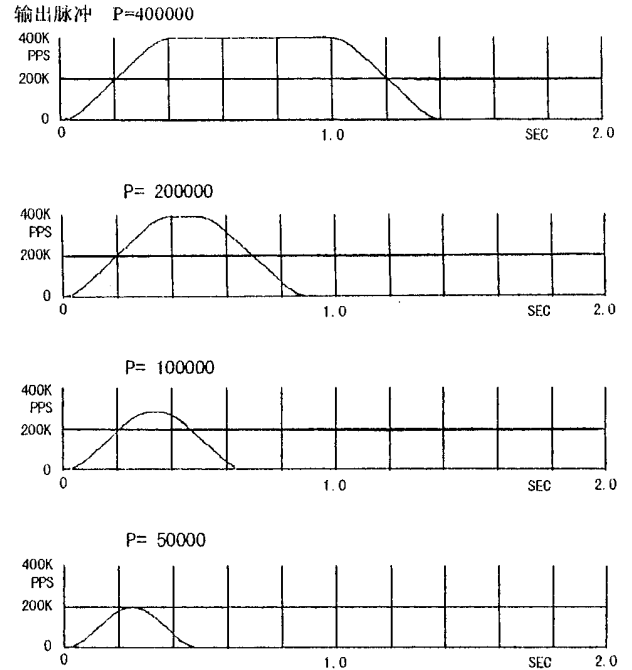 输出脉冲 P=400000
400K
PPS
200K
0
0 1.0 SEC 2.0
P= 200000
400K
PPS
200K
0
0 1.0 SEC 2.0
P= 100000
400K
PPS
200K
0
0 1.0 SEC 2.0
P= 50000
400K
PPS
200K
0
0 1.0 SEC 2.0